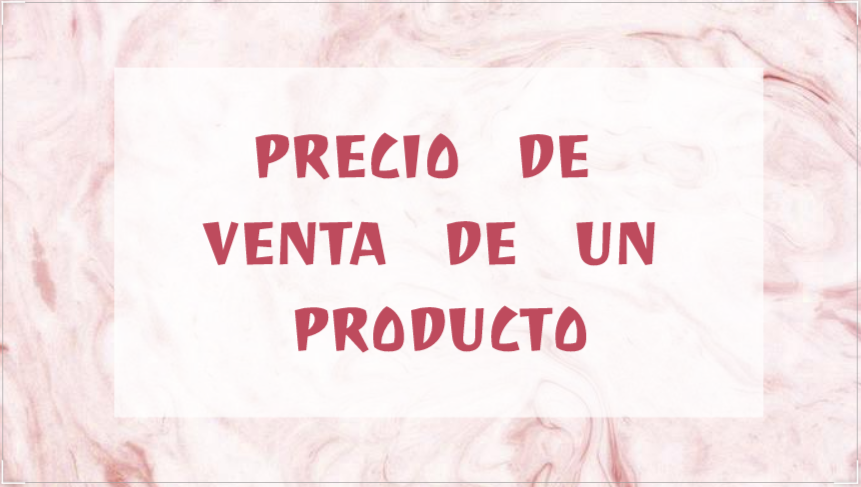 PRECIO DE
VENTA DE UN
PRODUCTO